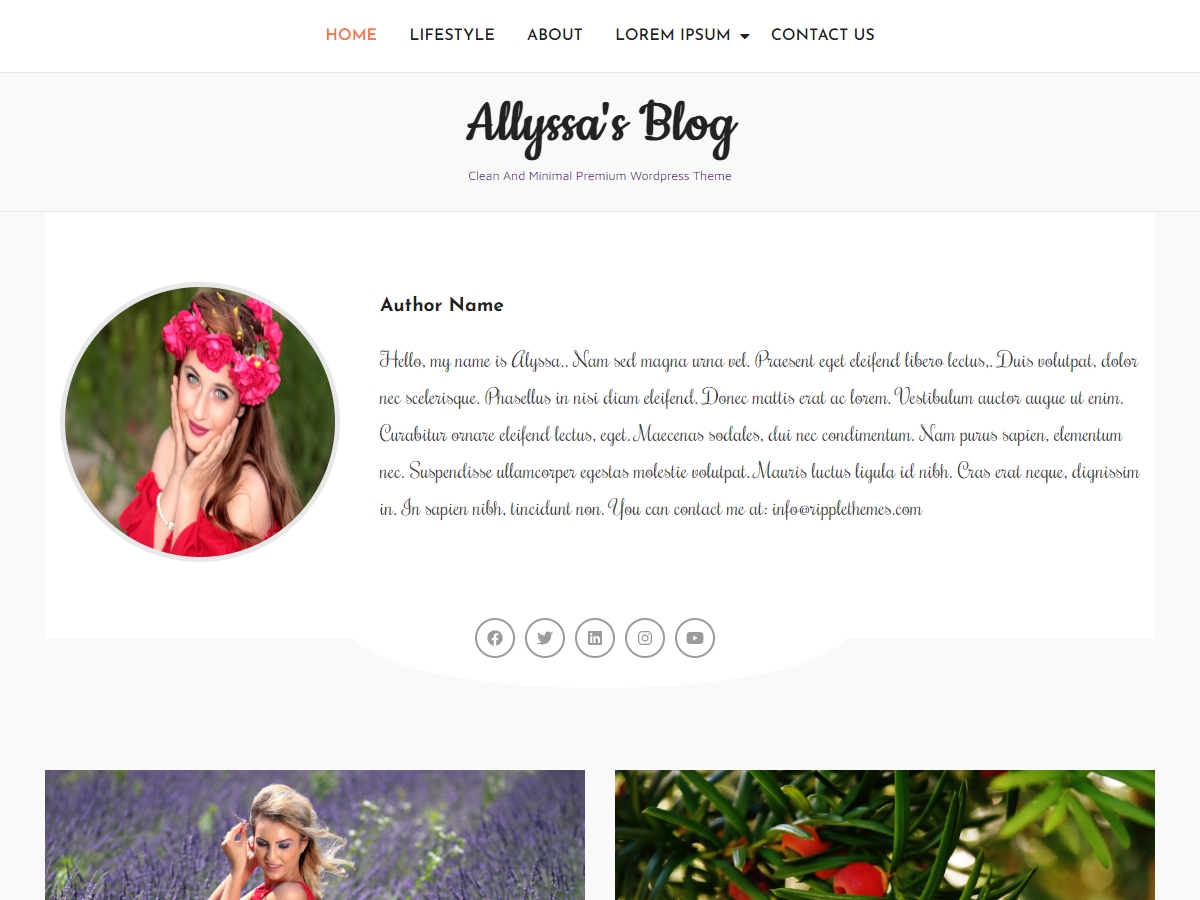 HOME LIFESTYLE ABOUT LOREM IPSUM CONTACT US
Allyssa's Blog
Clean And Minimal Premium Wordpress Theme
Author Name
Hello, my name is Alyssa.. Nam sed magna urna vel. Praesent eget eleifend libero lectus,. Duis volutpat, dolor
nec scelerisque. Phasellus in nisi diam eleifend. Donec mattis erat ac lorem. Vestibulum auctor augue ut enim.
Curabitur ornare eleifend lectus, eget. Maecenas sodales, dui nec condimentum. Nam purus sapien, elementum
nec. Suspendisse ullamcorper egestas molestie volutpat. Mauris luctus ligula id nibh. Cras erat neque, dignissim
in. In sapien nibh, tincidunt non. You can contact me at: info@ripplethemes.com